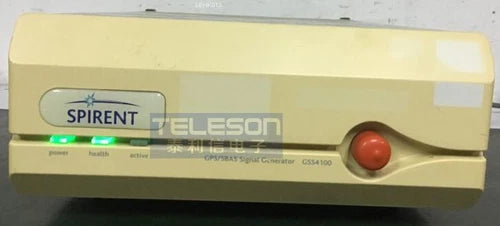 SPIRENT
TELESON
泰利信电子
power health active
GPS/SBAS Signal Generator GSS4100